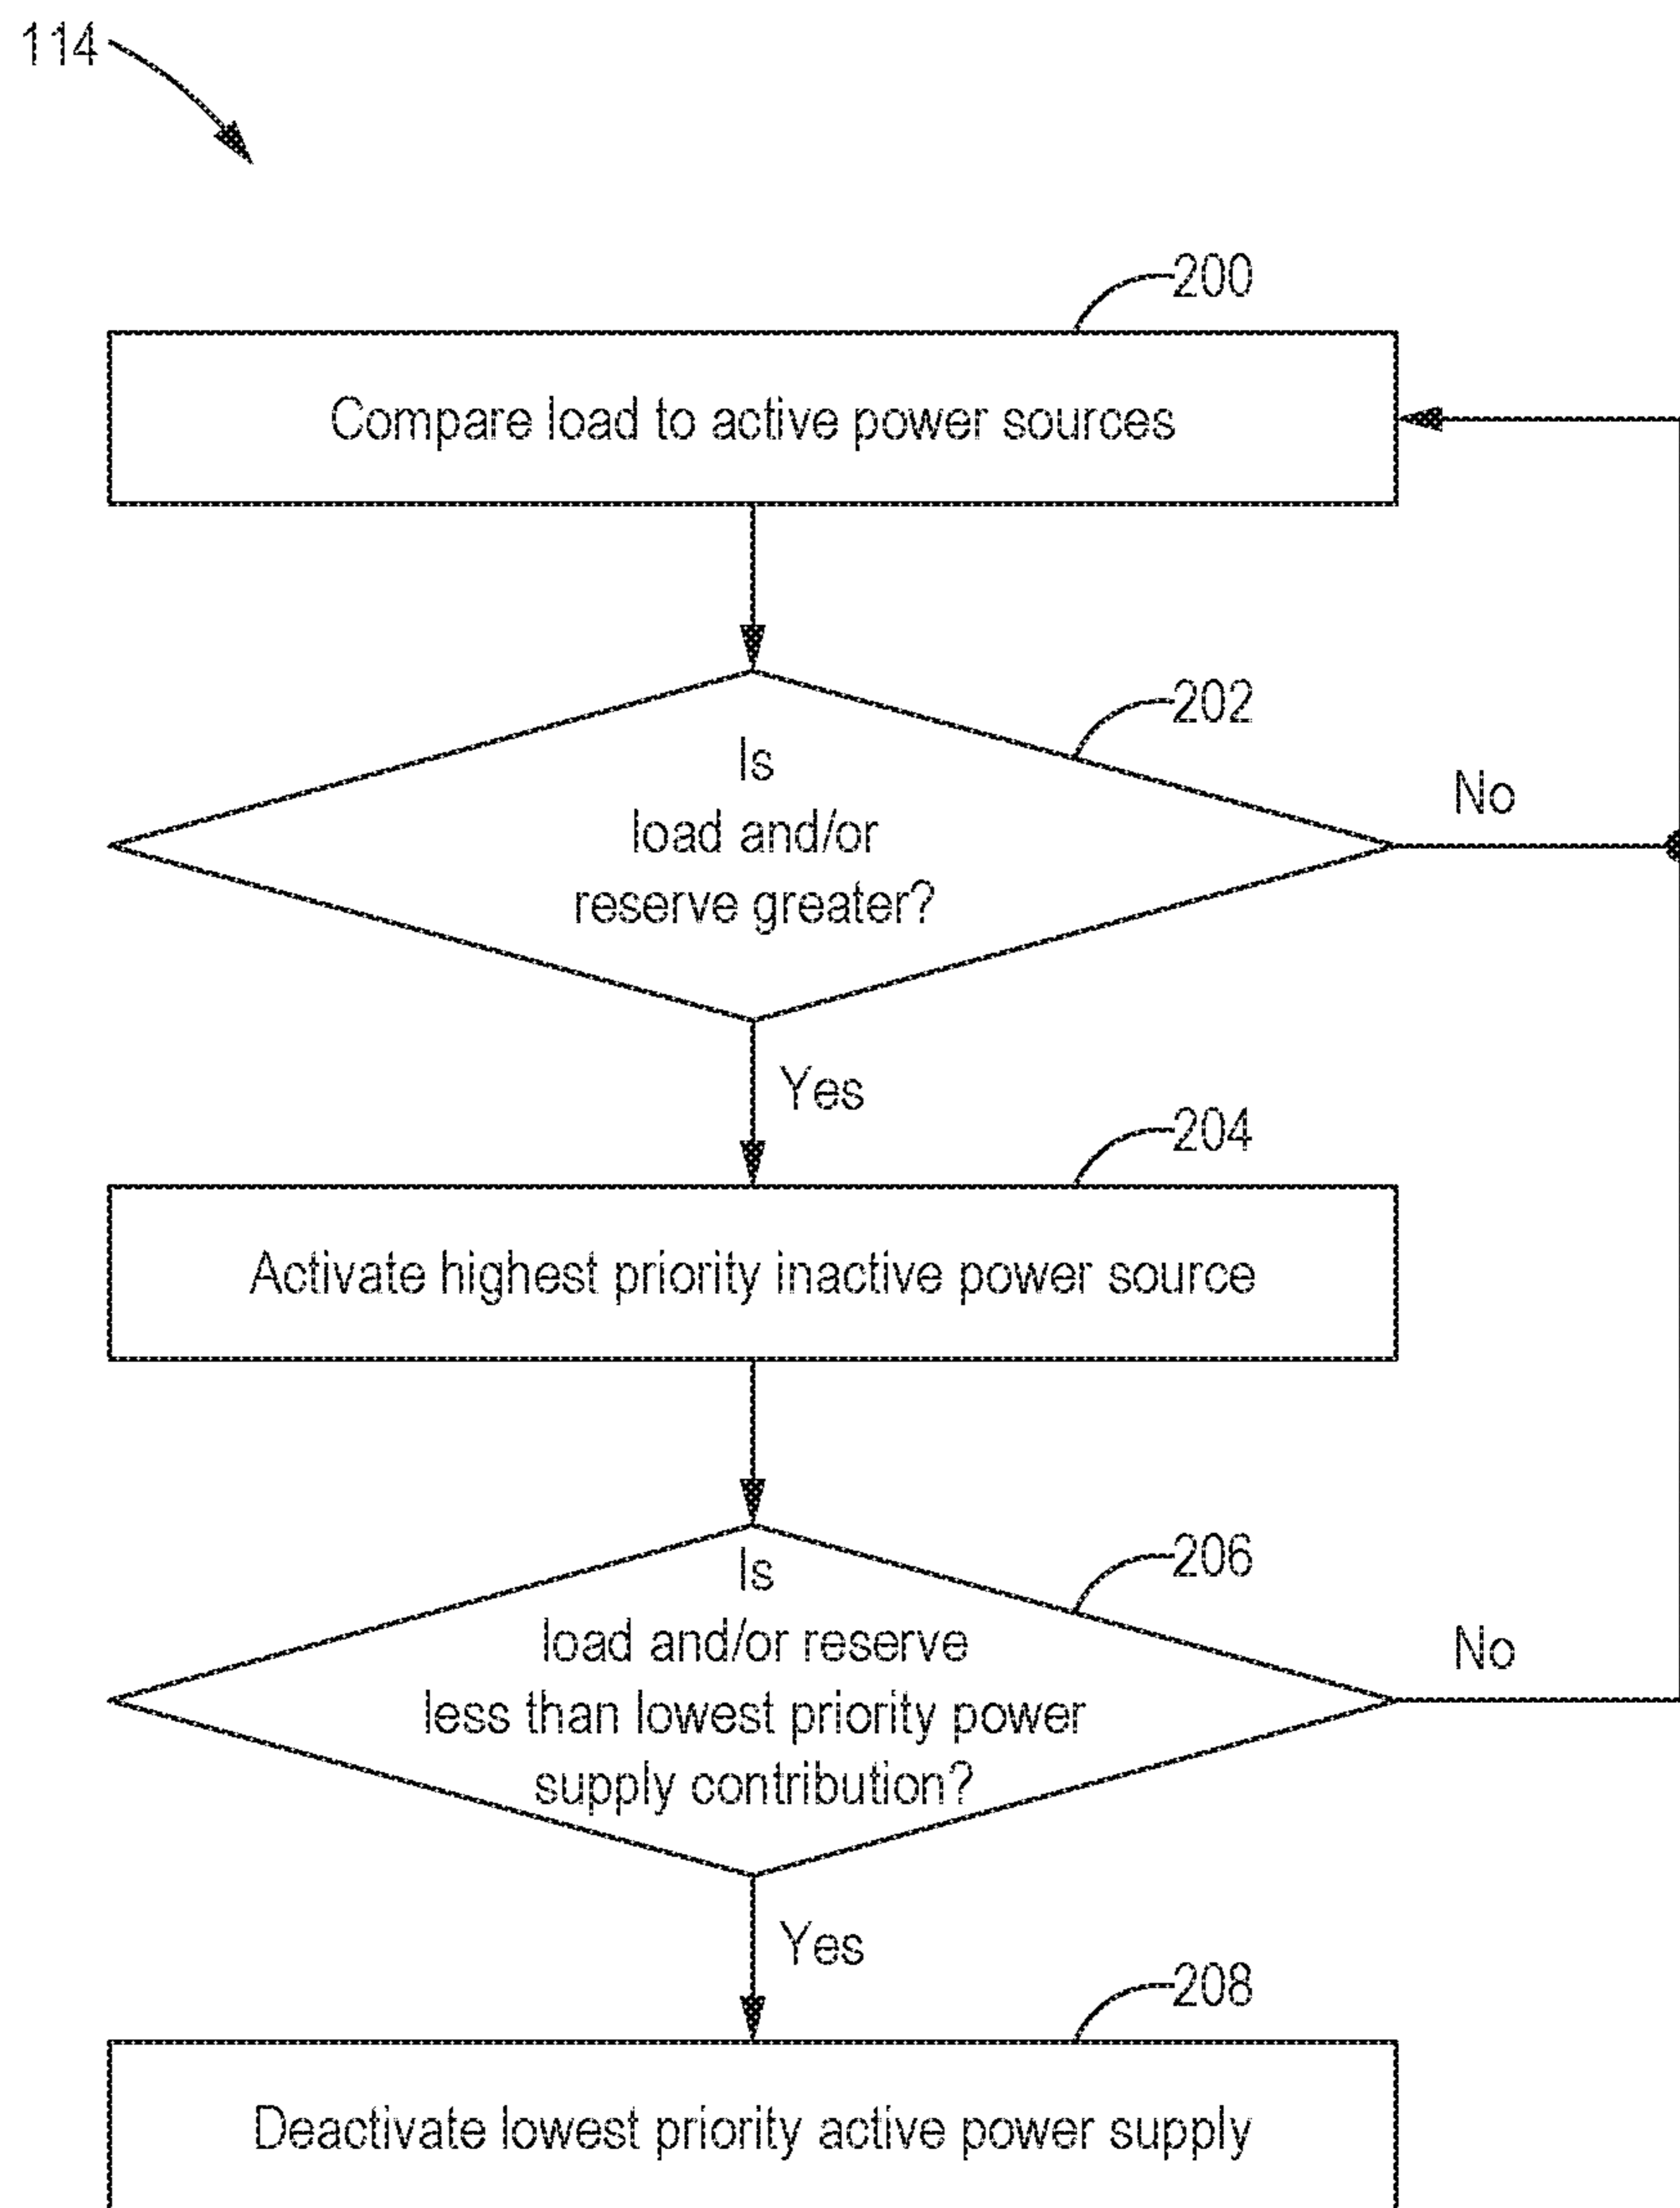 114
200
Compare load to active power sources
202
Is
load and/or
reserve greater?
No
Yes
204
Activate highest priority inactive power source
206
Is
load and/or reserve
less than lowest priority power
supply contribution?
No
Yes
208
Deactivate lowest priority active power supply